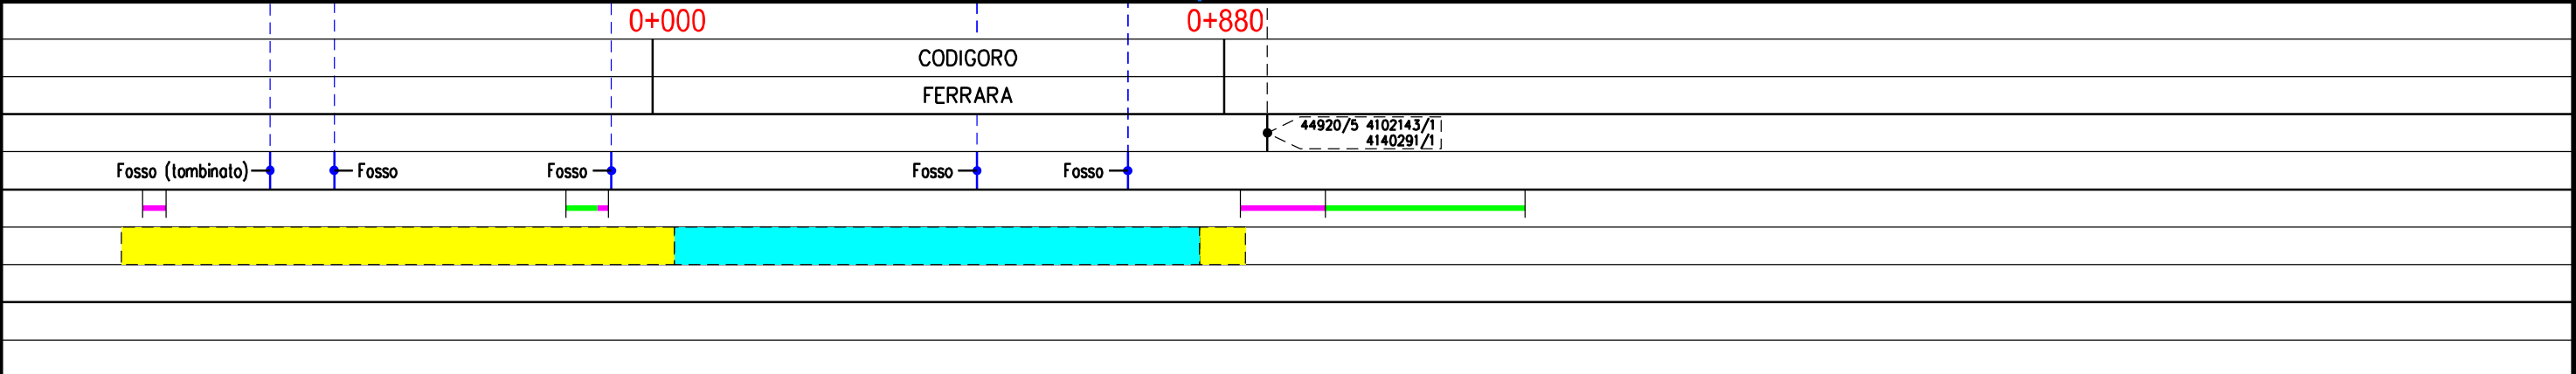 0+000 0+880
CODIGORO
FERRARA
44920/5 4102143/1
4140291/1
Fosso (tombinato) Fosso Fosso Fosso Fosso